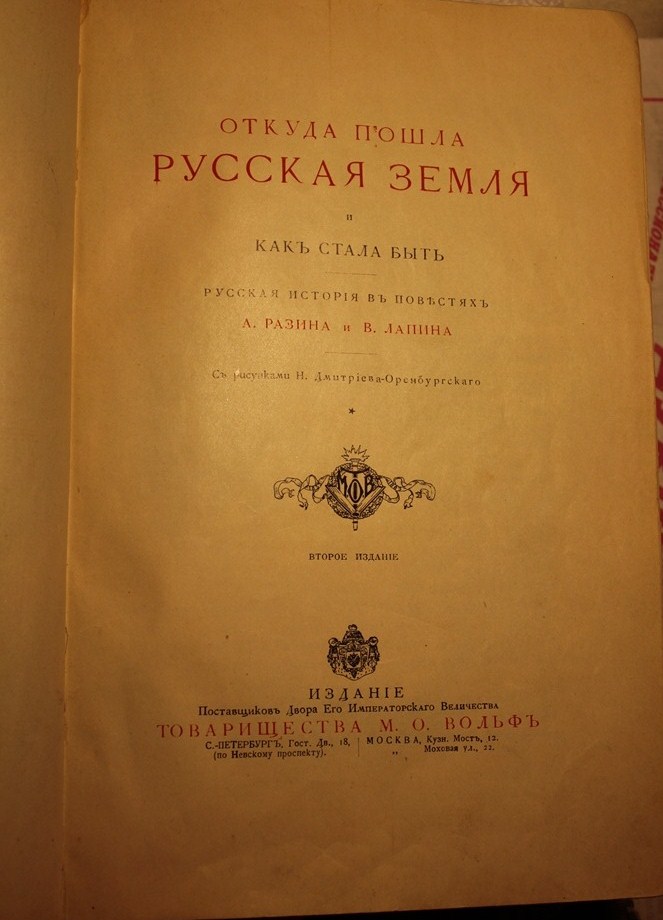 ОТКУДА ПОШЛА
РУССКАЯ ЗЕМЛЯ
и
КАКЪ СТАЛА БЫТЬ
РУССКАЯ ИСТОРІЯ ВЪ ПОВѢСТЯХЪ
А. РАЗИНА и В. ЛАПИНА
Съ рисунками Н. Дмитріева-Оренбургскаго
*
МОВ
ВТОРОЕ ИЗДАНІЕ
ИЗДАНІЕ
Поставщиковъ Двора Его Императорскаго Величества
ТОВАРИЩЕСТВА М. О. ВОЛЬФЪ
С.-ПЕТЕРБУРГЪ, Гост. Дв., 18, | МОСКВА, Кузн. Мостъ, 12.
(по Невскому проспекту). | „ Моховая ул., 22.